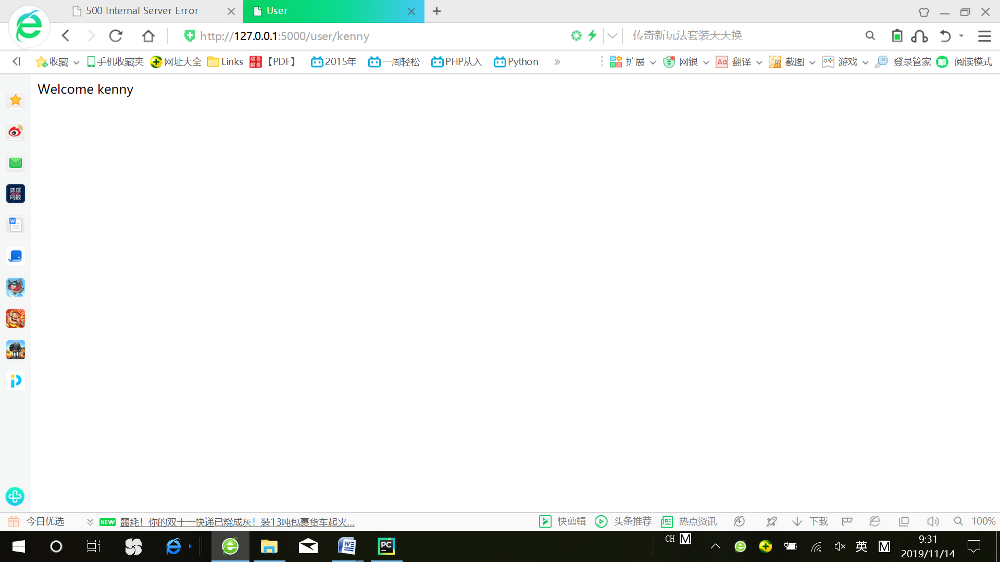 500 Internal Server Error
User
http://127.0.0.1:5000/user/kenny
传奇新玩法套装天天换
收藏 手机收藏夹 网址大全 Links 【PDF】 2015年 一周轻松 PHP从入 Python » 扩展 网银 Aa 翻译 截图 游戏 登录管家 阅读模式
Welcome kenny
环球
网校
W
今日优选 NEW 噩耗！你的双十一快递已烧成灰！装13吨包裹货车起火... 快剪辑 头条推荐 热点资讯 下载 100%
CH M 英 M
PC
9:31
2019/11/14